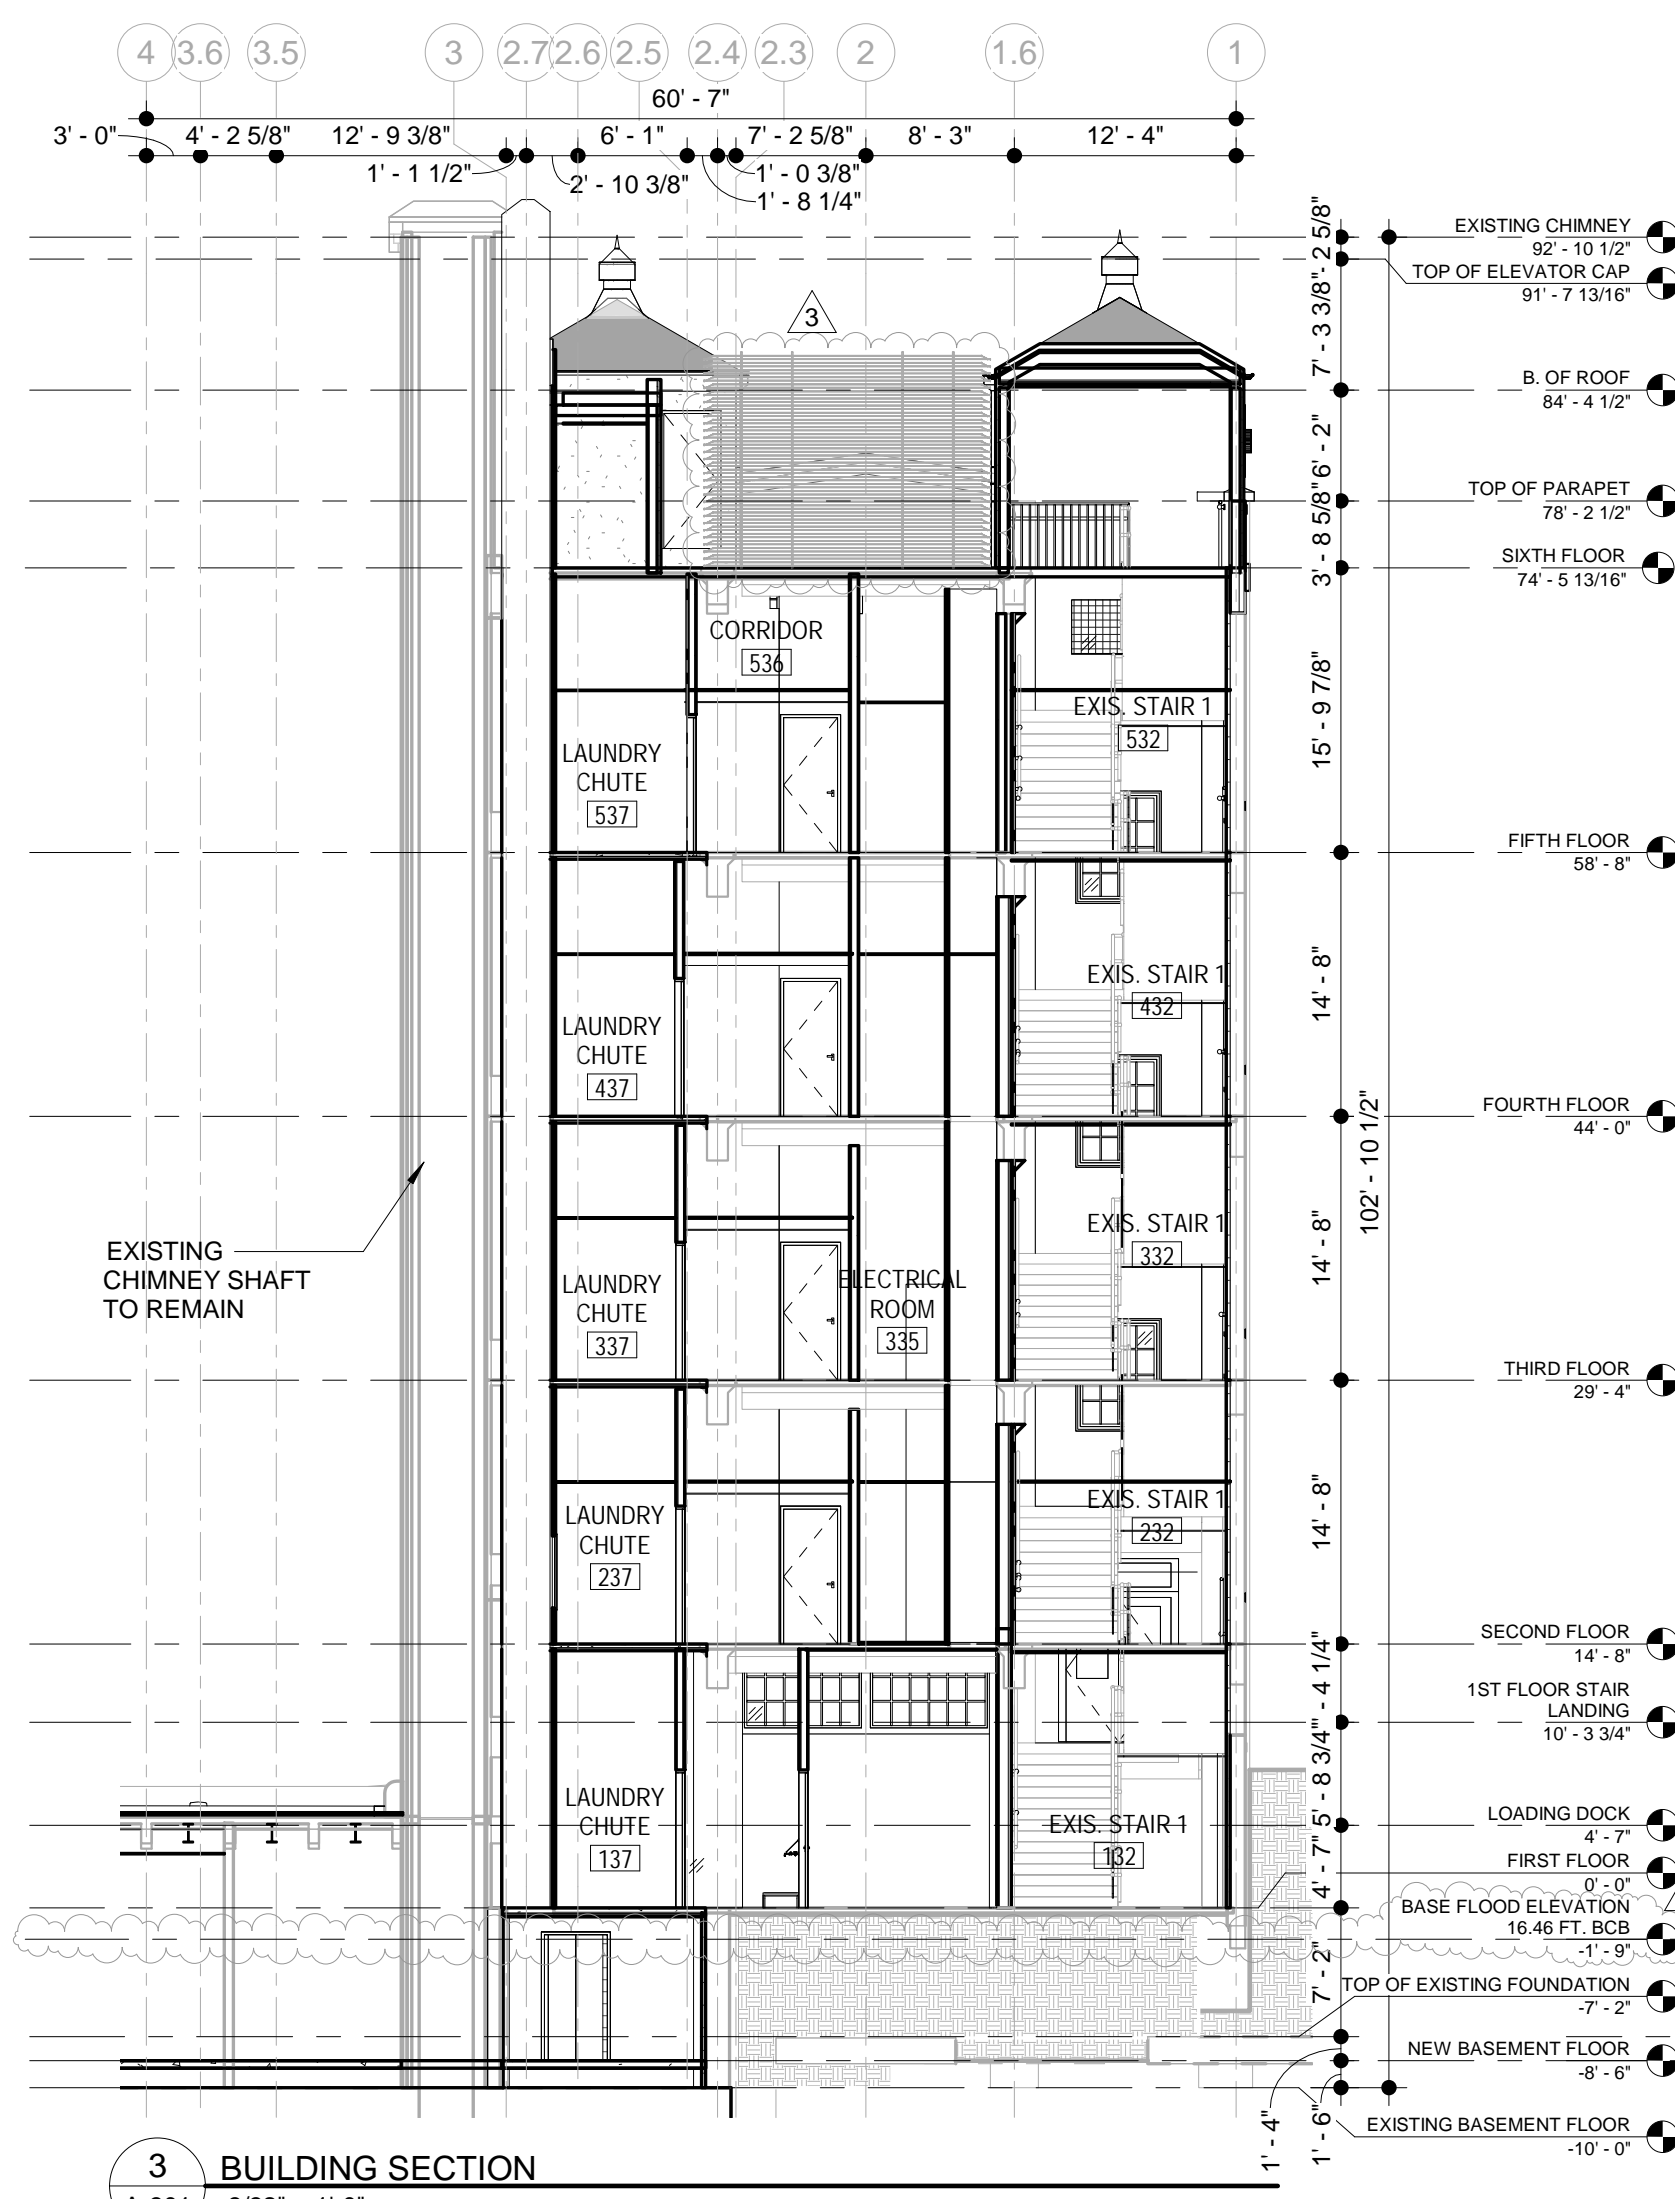 4 3.6 3.5 3 2.7 2.6 2.5 2.4 2.3 2 1.6 1
60' - 7"
3' - 0" 4' - 2 5/8" 12' - 9 3/8" 6' - 1" 7' - 2 5/8" 8' - 3" 12' - 4"
1' - 1 1/2" 2' - 10 3/8" 1' - 0 3/8"
1' - 8 1/4"
EXISTING CHIMNEY
92' - 10 1/2"
TOP OF ELEVATOR CAP
91' - 7 13/16"
3
B. OF ROOF
84' - 4 1/2"
TOP OF PARAPET
78' - 2 1/2"
SIXTH FLOOR
74' - 5 13/16"
7' - 3 3/8"
2 5/8"
6' - 2"
3' - 8 5/8"
15' - 9 7/8"
14' - 8"
14' - 8"
14' - 8"
4 1/4"
5' - 8 3/4"
4' - 7"
7' - 2"
1' - 4"
1' - 6"
102' - 10 1/2"
CORRIDOR
536
EXIS. STAIR 1
532
LAUNDRY
CHUTE
537
FIFTH FLOOR
58' - 8"
EXIS. STAIR 1
432
LAUNDRY
CHUTE
437
FOURTH FLOOR
44' - 0"
EXISTING
CHIMNEY SHAFT
TO REMAIN
EXIS. STAIR 1
332
LAUNDRY
CHUTE
337
ELECTRICAL
ROOM
335
THIRD FLOOR
29' - 4"
EXIS. STAIR 1
232
LAUNDRY
CHUTE
237
SECOND FLOOR
14' - 8"
1ST FLOOR STAIR
LANDING
10' - 3 3/4"
LAUNDRY
CHUTE
137
EXIS. STAIR 1
132
LOADING DOCK
4' - 7"
FIRST FLOOR
0' - 0"
BASE FLOOD ELEVATION
16.46 FT. BCB
-1' - 9"
TOP OF EXISTING FOUNDATION
-7' - 2"
NEW BASEMENT FLOOR
-8' - 6"
EXISTING BASEMENT FLOOR
-10' - 0"
3 BUILDING SECTION